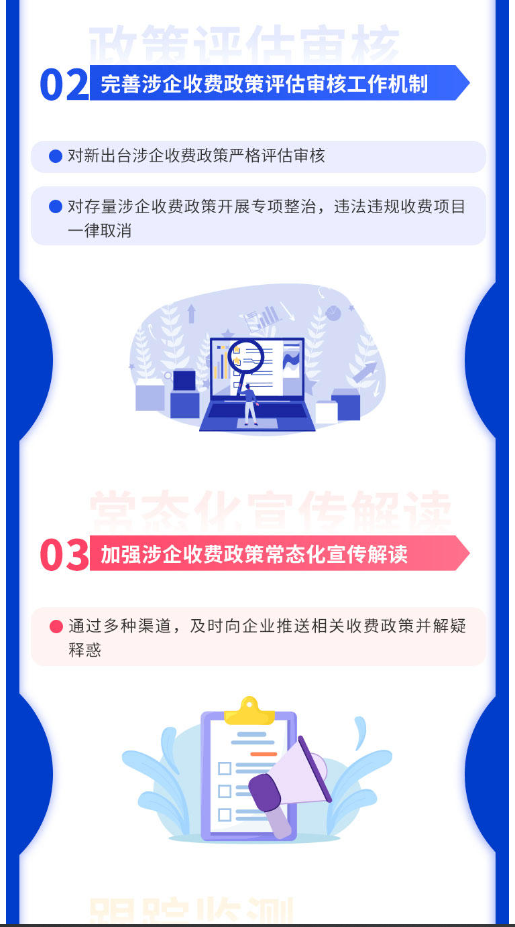 政策评估审核
02 完善涉企收费政策评估审核工作机制
对新出台涉企收费政策严格评估审核
对存量涉企收费政策开展专项整治，违法违规收费项目
一律取消
常态化宣传解读
03 加强涉企收费政策常态化宣传解读
通过多种渠道，及时向企业推送相关收费政策并解疑
释惑
跟踪监测